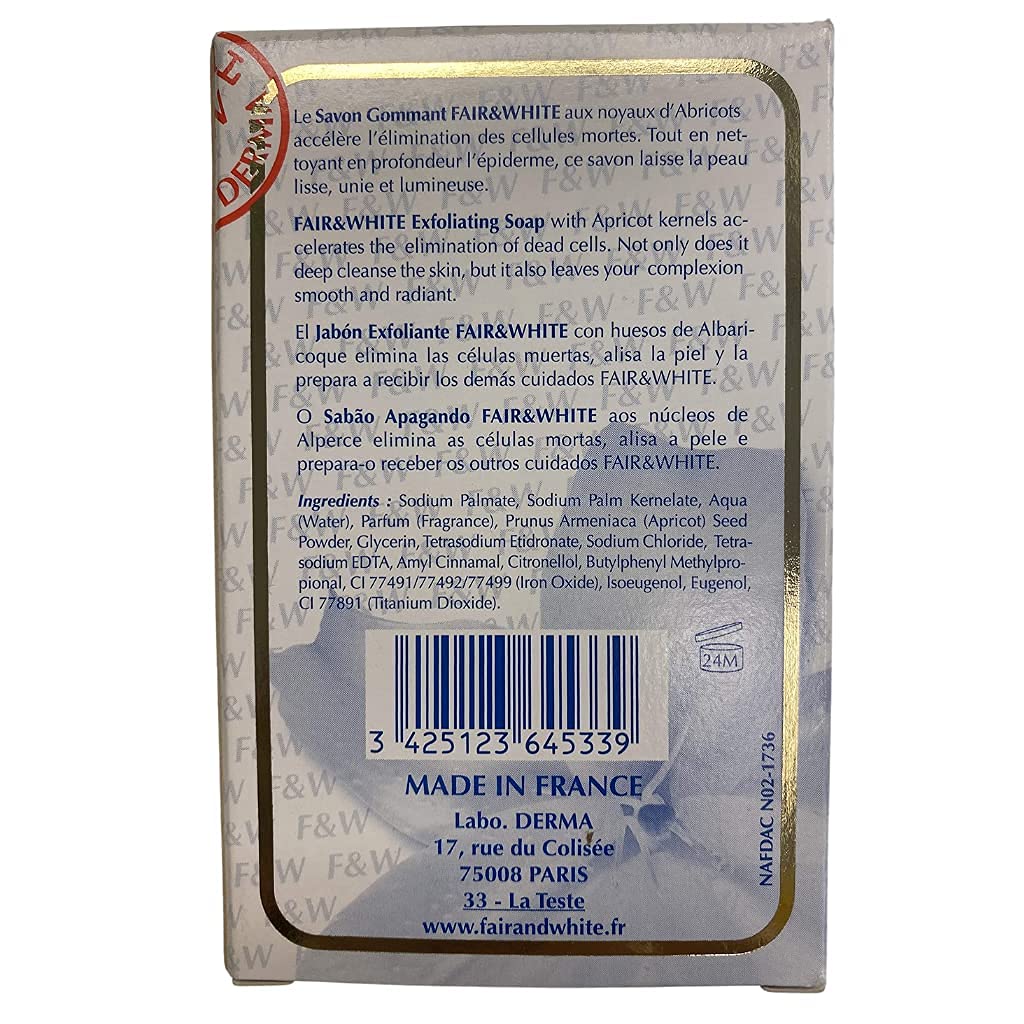 DERMA
Le Savon Gommant FAIR&WHITE aux noyaux d'Abricots
accélère l'élimination des cellules mortes. Tout en net-
toyant en profondeur l'épiderme, ce savon laisse la peau
lisse, unie et lumineuse.
FAIR&WHITE Exfoliating Soap with Apricot kernels ac-
celerates the elimination of dead cells. Not only does it
deep cleanse the skin, but it also leaves your complexion
smooth and radiant.
El Jabón Exfoliante FAIR&WHITE con huesos de Albari-
coque elimina las células muertas, alisa la piel y la
prepara a recibir los demás cuidados FAIR&WHITE.
O Sabão Apagando FAIR&WHITE aos núcleos de
Alperce elimina as células mortas, alisa a pele e
prepara-o receber os outros cuidados FAIR&WHITE.
Ingredients : Sodium Palmate, Sodium Palm Kernelate, Aqua
(Water), Parfum (Fragrance), Prunus Armeniaca (Apricot) Seed
Powder, Glycerin, Tetrasodium Etidronate, Sodium Chloride, Tetra-
sodium EDTA, Amyl Cinnamal, Citronellol, Butylphenyl Methylpro-
pional, CI 77491/77492/77499 (Iron Oxide), Isoeugenol, Eugenol,
CI 77891 (Titanium Dioxide).
24M
3 425123 645339
MADE IN FRANCE
Labo. DERMA
17, rue du Colisée
75008 PARIS
33 - La Teste
www.fairandwhite.fr
NAFDAC N02-1736